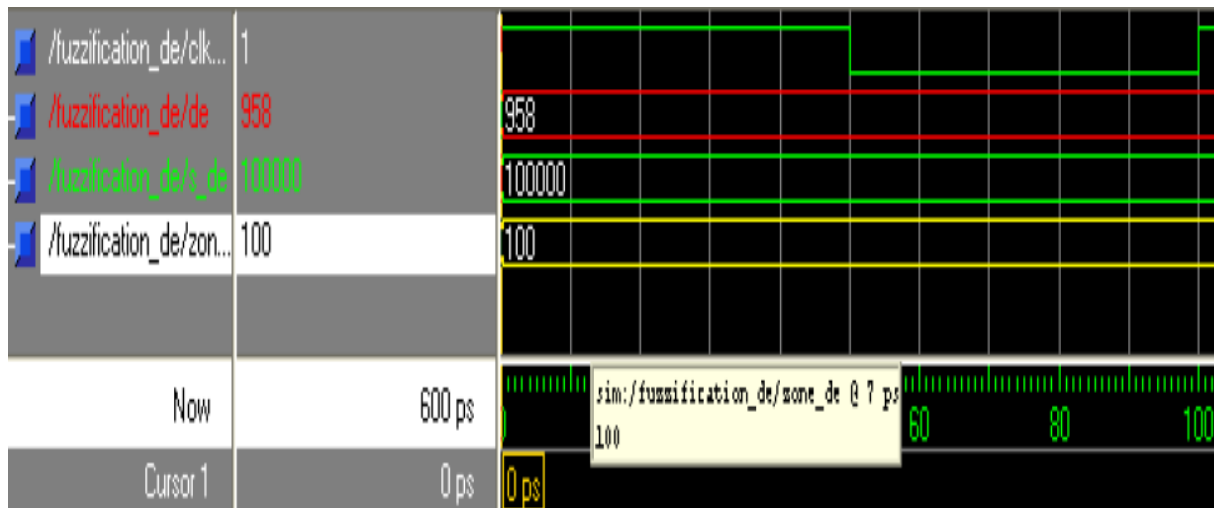 /fuzzification_de/clk... 1
/fuzzification_de/de 958 958
/fuzzification_de/s_de 100000 100000
/fuzzification_de/zon... 100 100
Now 600 ps
sim:/fuzzification_de/zone_de @ 7 ps
100
60 80 100
Cursor 1 0 ps 0 ps